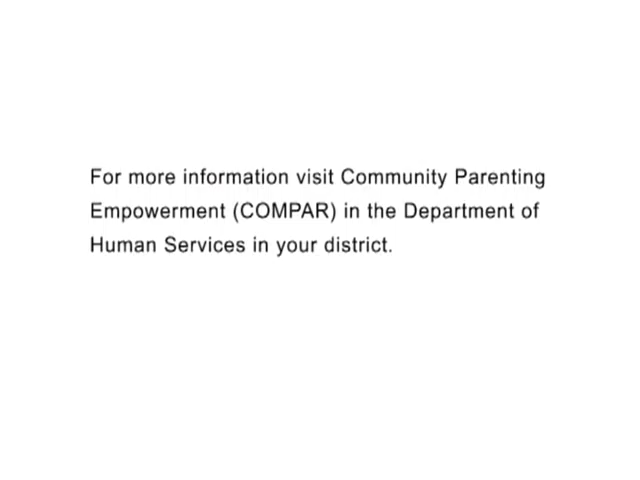 For more information visit Community Parenting
Empowerment (COMPAR) in the Department of
Human Services in your district.